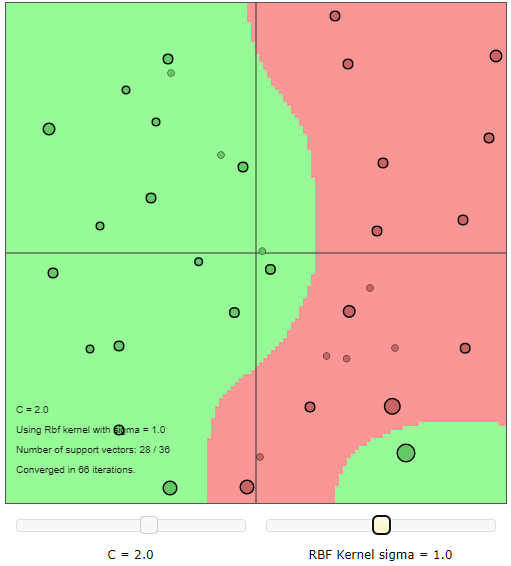 C = 2.0
Using Rbf kernel with sigma = 1.0
Number of support vectors: 28 / 36
Converged in 66 iterations.
C = 2.0
RBF Kernel sigma = 1.0